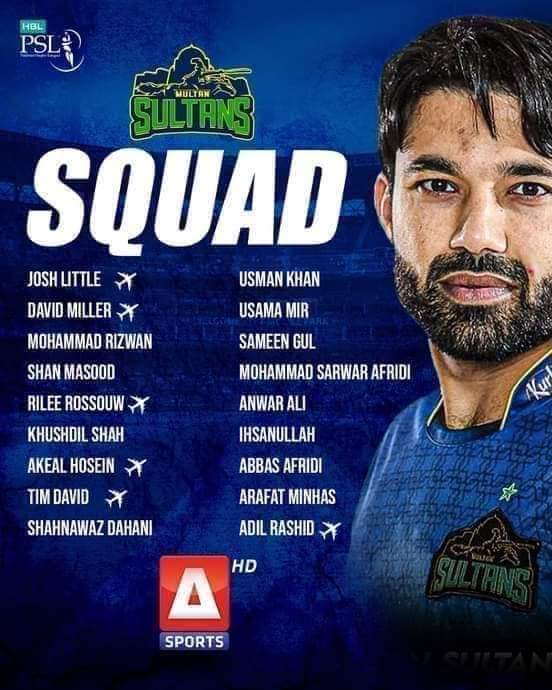 HBL
PSL
MULTAN
SULTANS
SQUAD
JOSH LITTLE
DAVID MILLER
MOHAMMAD RIZWAN
SHAN MASOOD
RILEE ROSSOUW
KHUSHDIL SHAH
AKEAL HOSEIN
TIM DAVID
SHAHNAWAZ DAHANI
USMAN KHAN
USAMA MIR
SAMEEN GUL
MOHAMMAD SARWAR AFRIDI
ANWAR ALI
IHSANULLAH
ABBAS AFRIDI
ARAFAT MINHAS
ADIL RASHID
A
HD
SPORTS
MULTAN
SULTANS
SULTAN